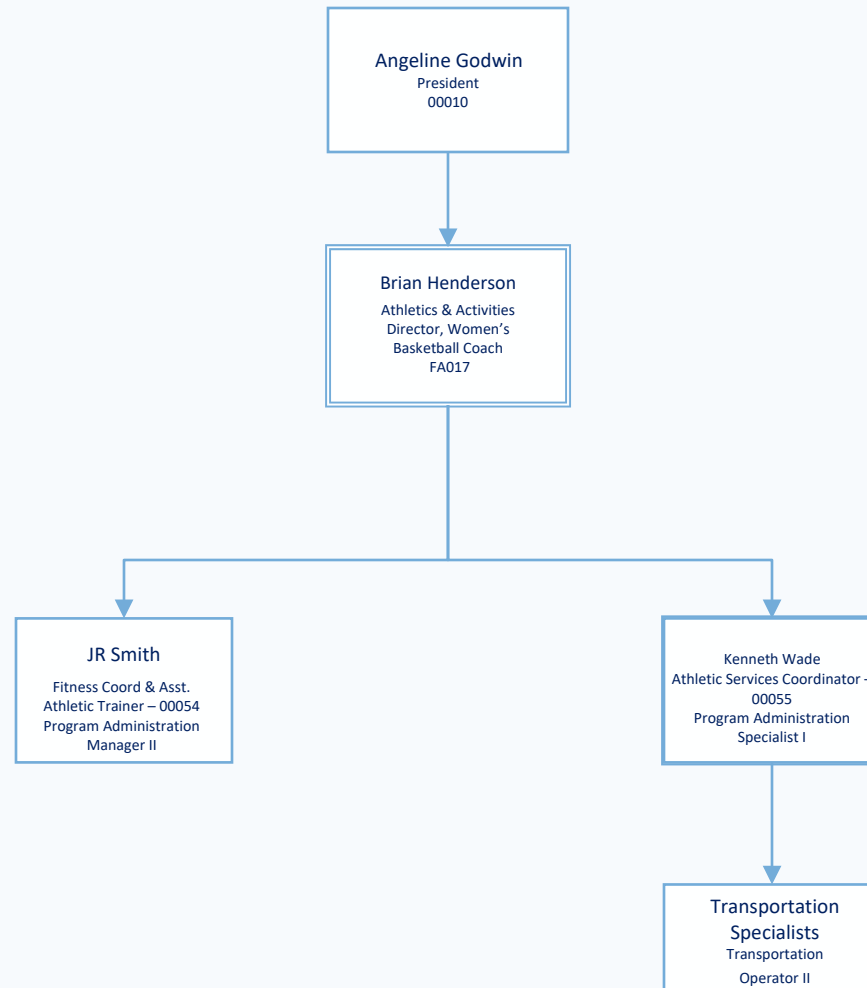 Angeline Godwin
President
00010
Brian Henderson
Athletics & Activities
Director, Women’s
Basketball Coach
FA017
JR Smith
Fitness Coord & Asst.
Athletic Trainer – 00054
Program Administration
Manager II
Kenneth Wade
Athletic Services Coordinator -
00055
Program Administration
Specialist I
Transportation
Specialists
Transportation
Operator II